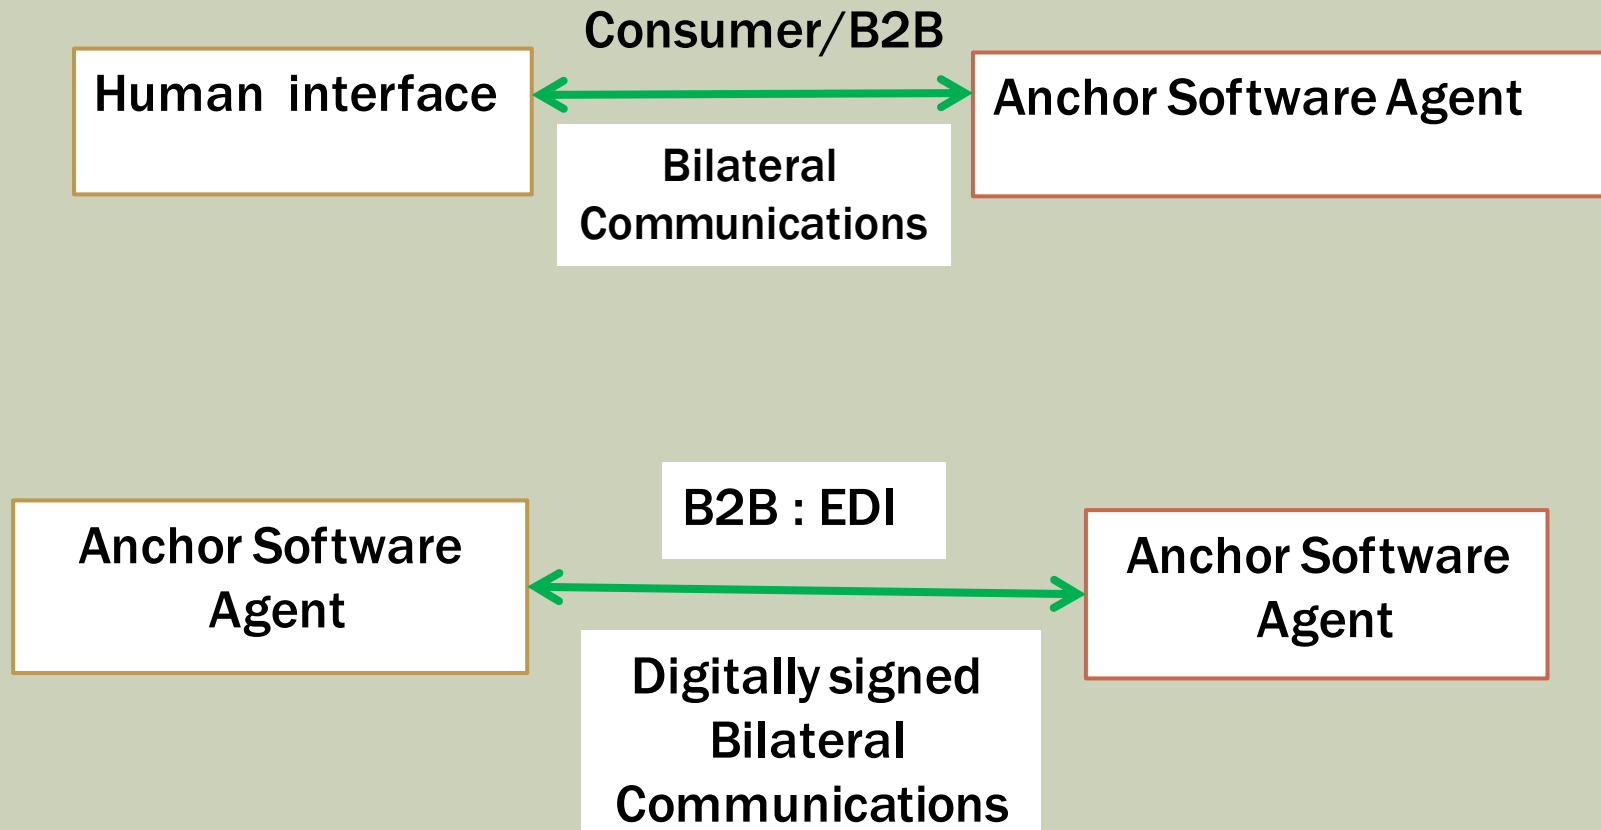 Consumer/B2B
Human interface
Anchor Software Agent
Bilateral
Communications
B2B : EDI
Anchor Software
Agent
Anchor Software
Agent
Digitally signed
Bilateral
Communications